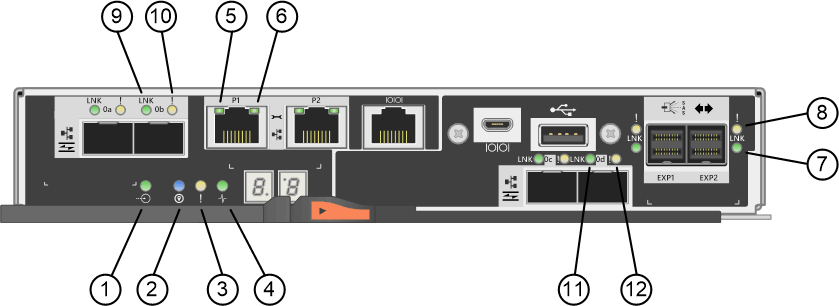 9 10 5 6
LNK ! LNK !
0a 0b
P1 P2 IOIOI
IOIOI
S
A
S
! !
LNK LNK
EXP1 EXP2
LNK 0c ! LNK 0d !
8. 8.
!
8
7
1 2 3 4 11 12